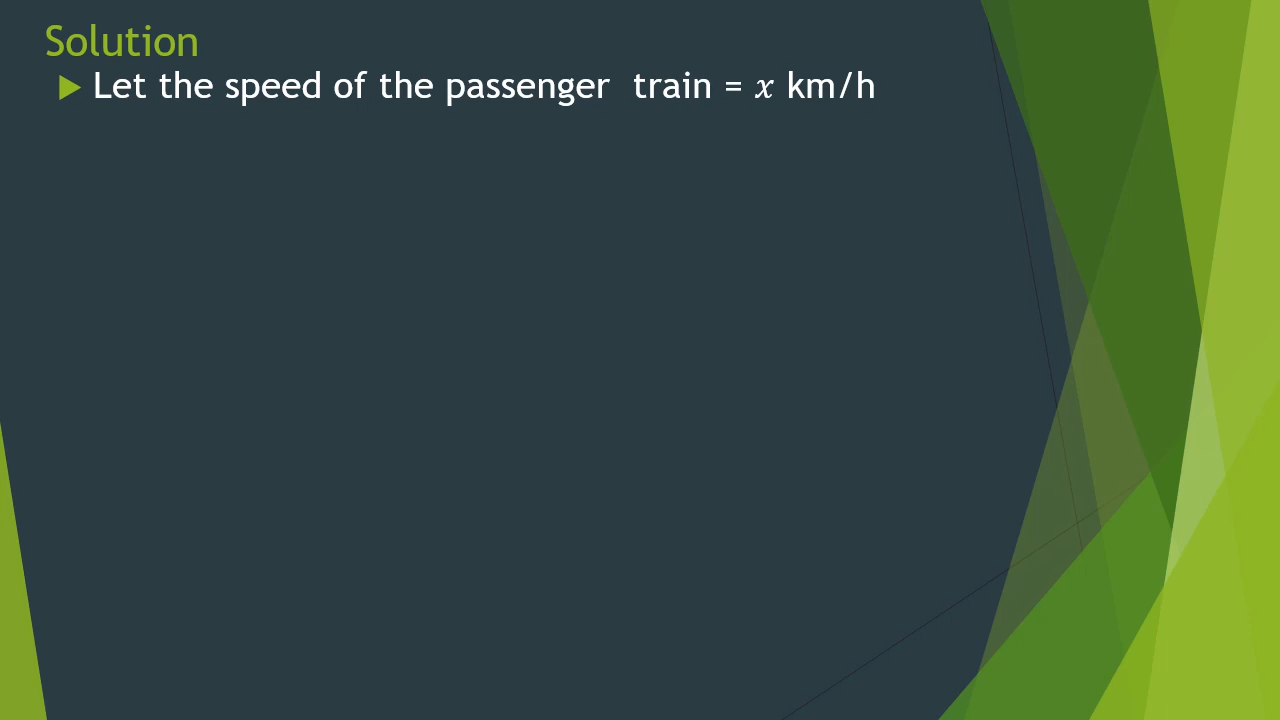 Solution
Let the speed of the passenger  train = 𝑥 km/h